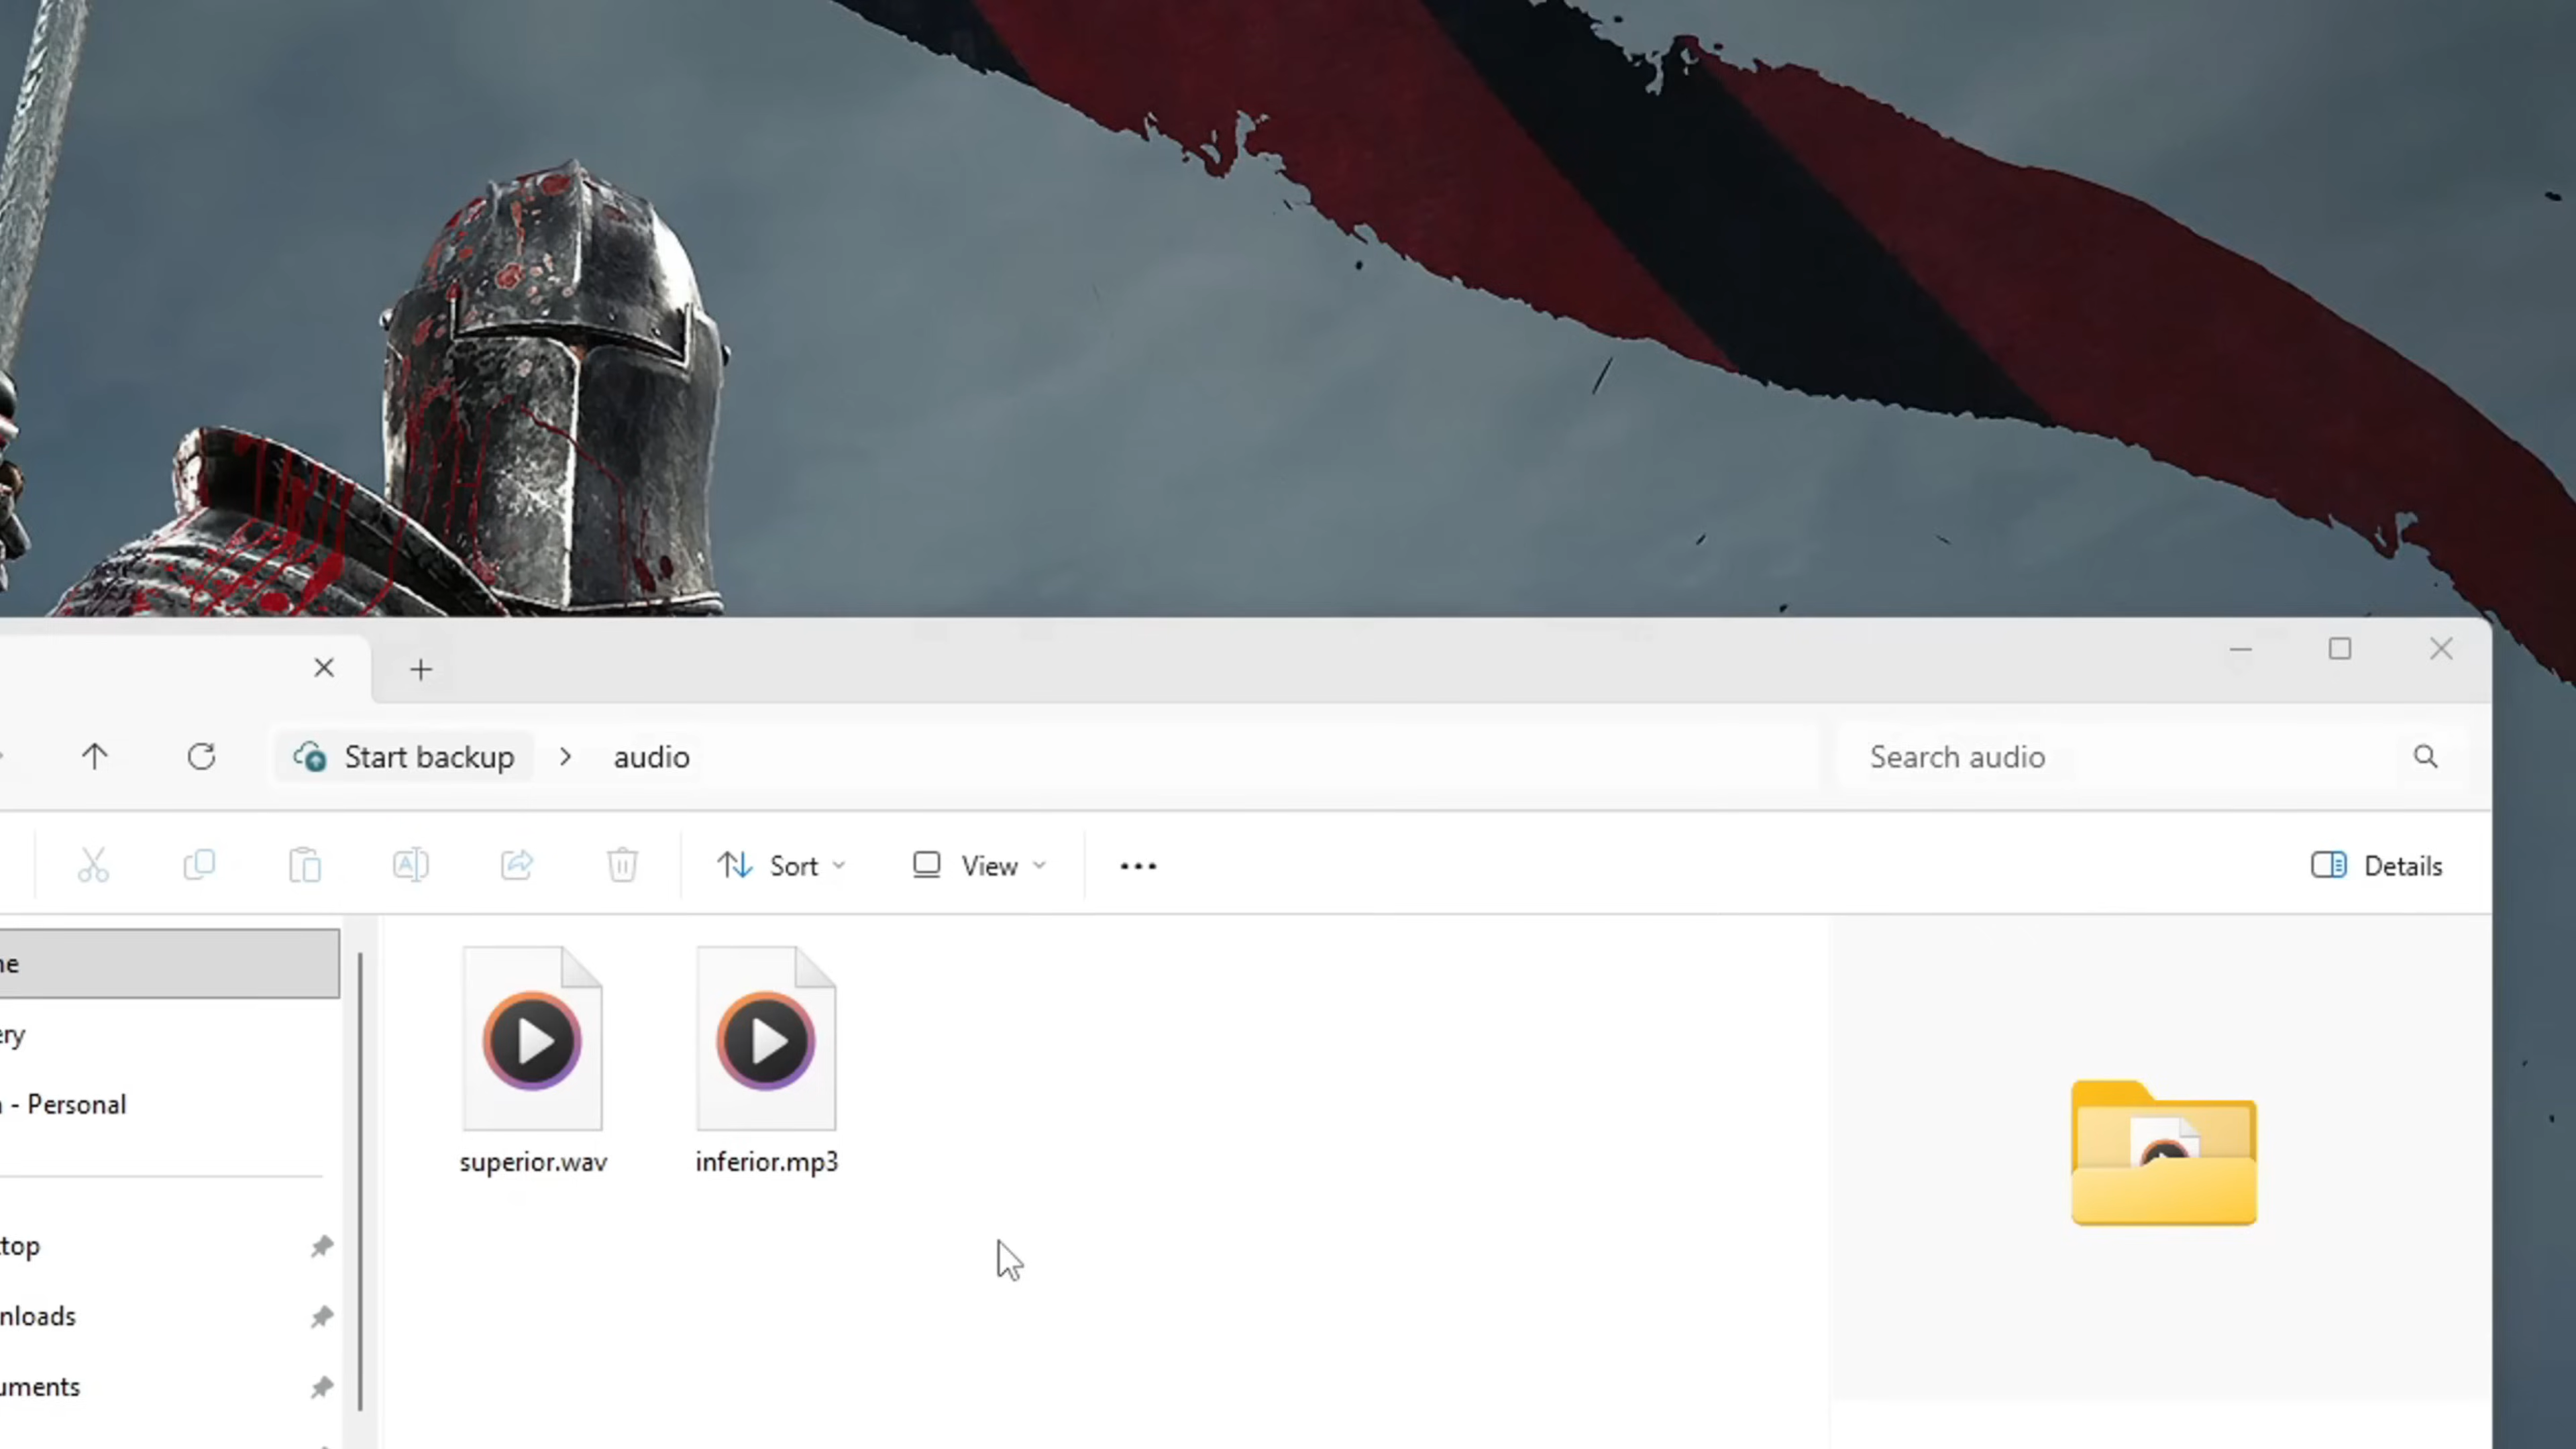 Start backup > audio
Search audio
Sort
View
Details
ne
ery
- Personal
top
nloads
uments
superior.wav
inferior.mp3